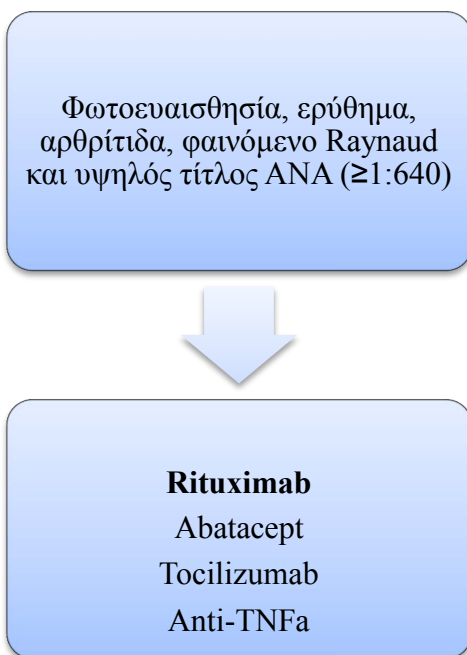 Φωτοευαισθησία, ερύθημα,
αρθρίτιδα, φαινόμενο Raynaud
και υψηλός τίτλος ANA (≥1:640)
Rituximab
Abatacept
Tocilizumab
Anti-TNFa